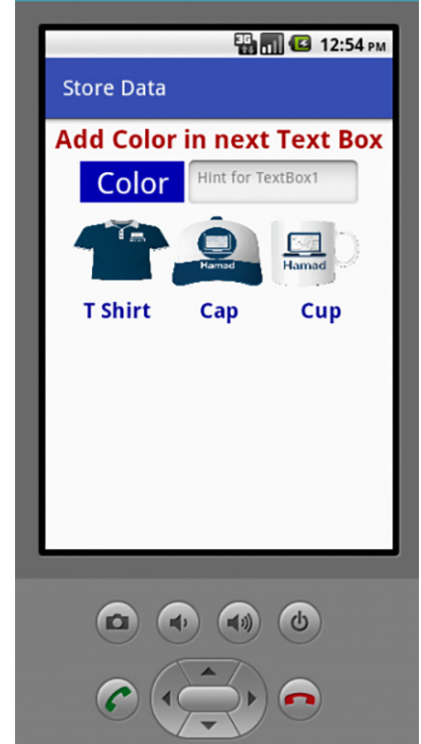 3G 12:54 PM
Store Data
Add Color in next Text Box
Color Hint for TextBox1
Hamad Hamad
T Shirt Cap Cup